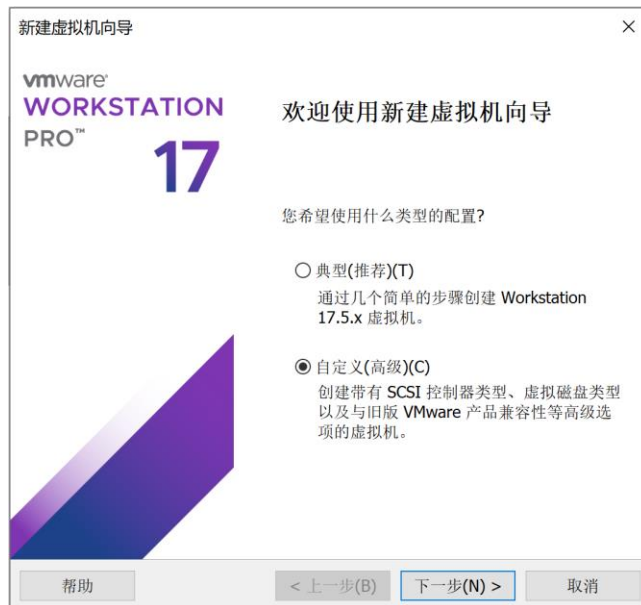 新建虚拟机向导
vmware
WORKSTATION
PRO™
17
欢迎使用新建虚拟机向导
您希望使用什么类型的配置?
典型(推荐)(T)
通过几个简单的步骤创建 Workstation
17.5.x 虚拟机。
自定义(高级)(C)
创建带有 SCSI 控制器类型、虚拟磁盘类型
以及与旧版 VMware 产品兼容性等高级选
项的虚拟机。
帮助
< 上一步(B)
下一步(N) >
取消